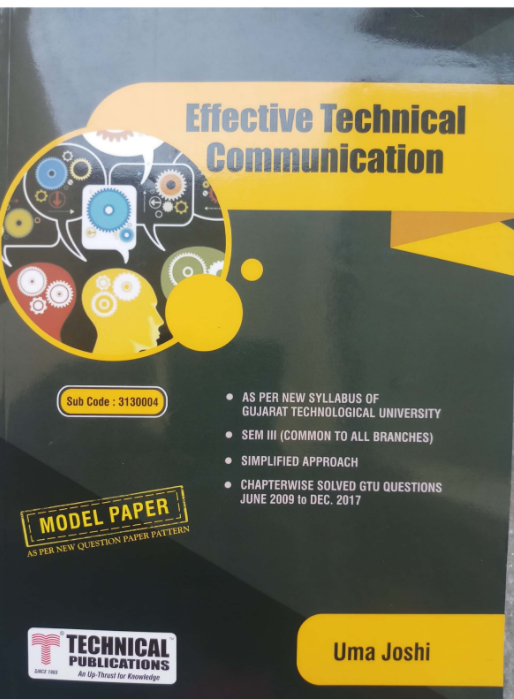 Effective Technical
Communication
Sub Code : 3130004
AS PER NEW SYLLABUS OF
GUJARAT TECHNOLOGICAL UNIVERSITY
SEM III (COMMON TO ALL BRANCHES)
SIMPLIFIED APPROACH
CHAPTERWISE SOLVED GTU QUESTIONS
JUNE 2009 to DEC. 2017
MODEL PAPER
AS PER NEW QUESTION PAPER PATTERN
TECHNICAL
PUBLICATIONS
SINCE 1993
An Up-Thrust for Knowledge
Uma Joshi